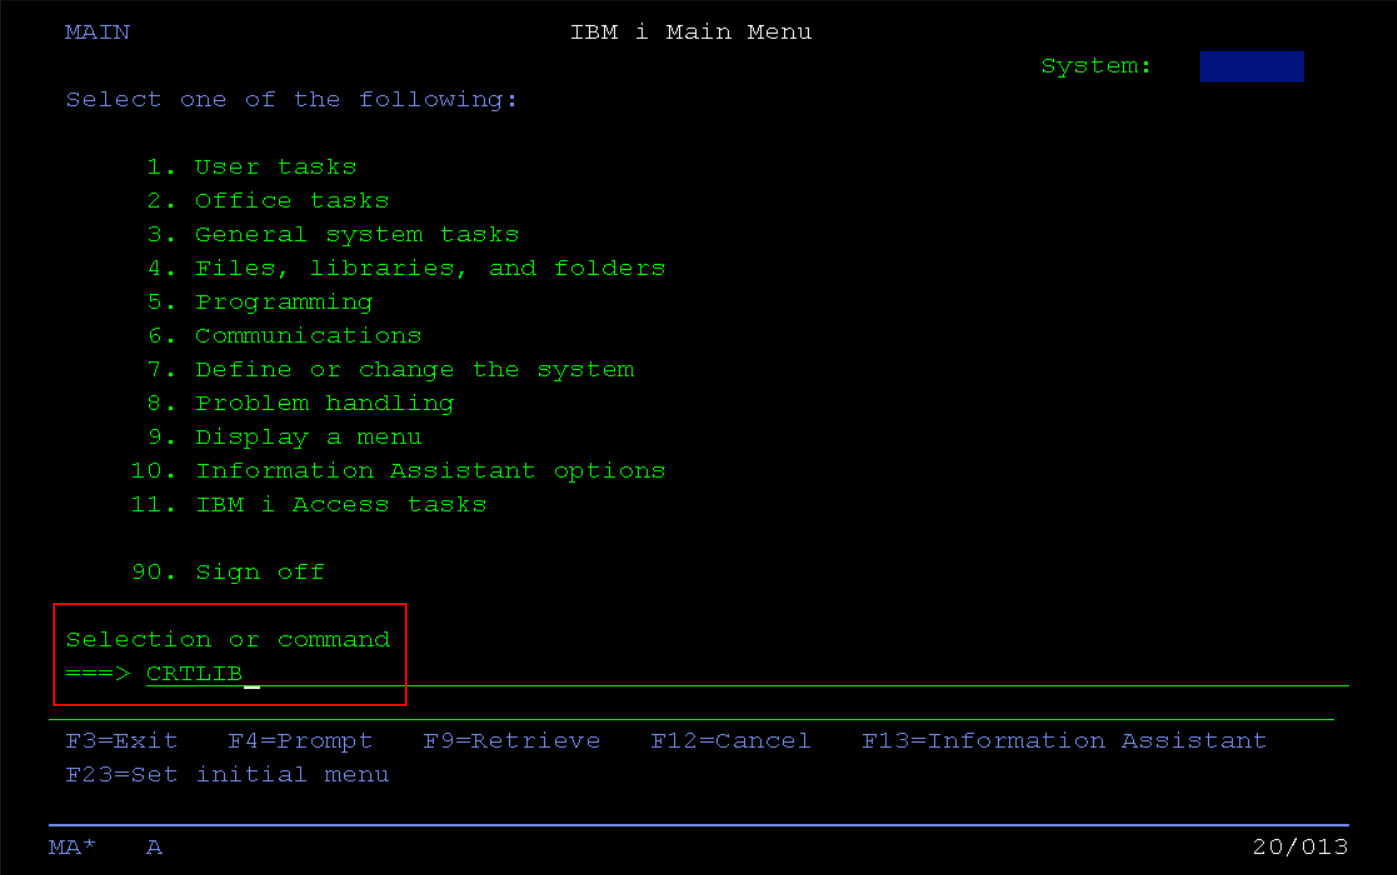 MAIN IBM i Main Menu
System:
Select one of the following:
1. User tasks
2. Office tasks
3. General system tasks
4. Files, libraries, and folders
5. Programming
6. Communications
7. Define or change the system
8. Problem handling
9. Display a menu
10. Information Assistant options
11. IBM i Access tasks
90. Sign off
Selection or command
===> CRTLIB
F3=Exit F4=Prompt F9=Retrieve F12=Cancel F13=Information Assistant
F23=Set initial menu
MA* A 20/013